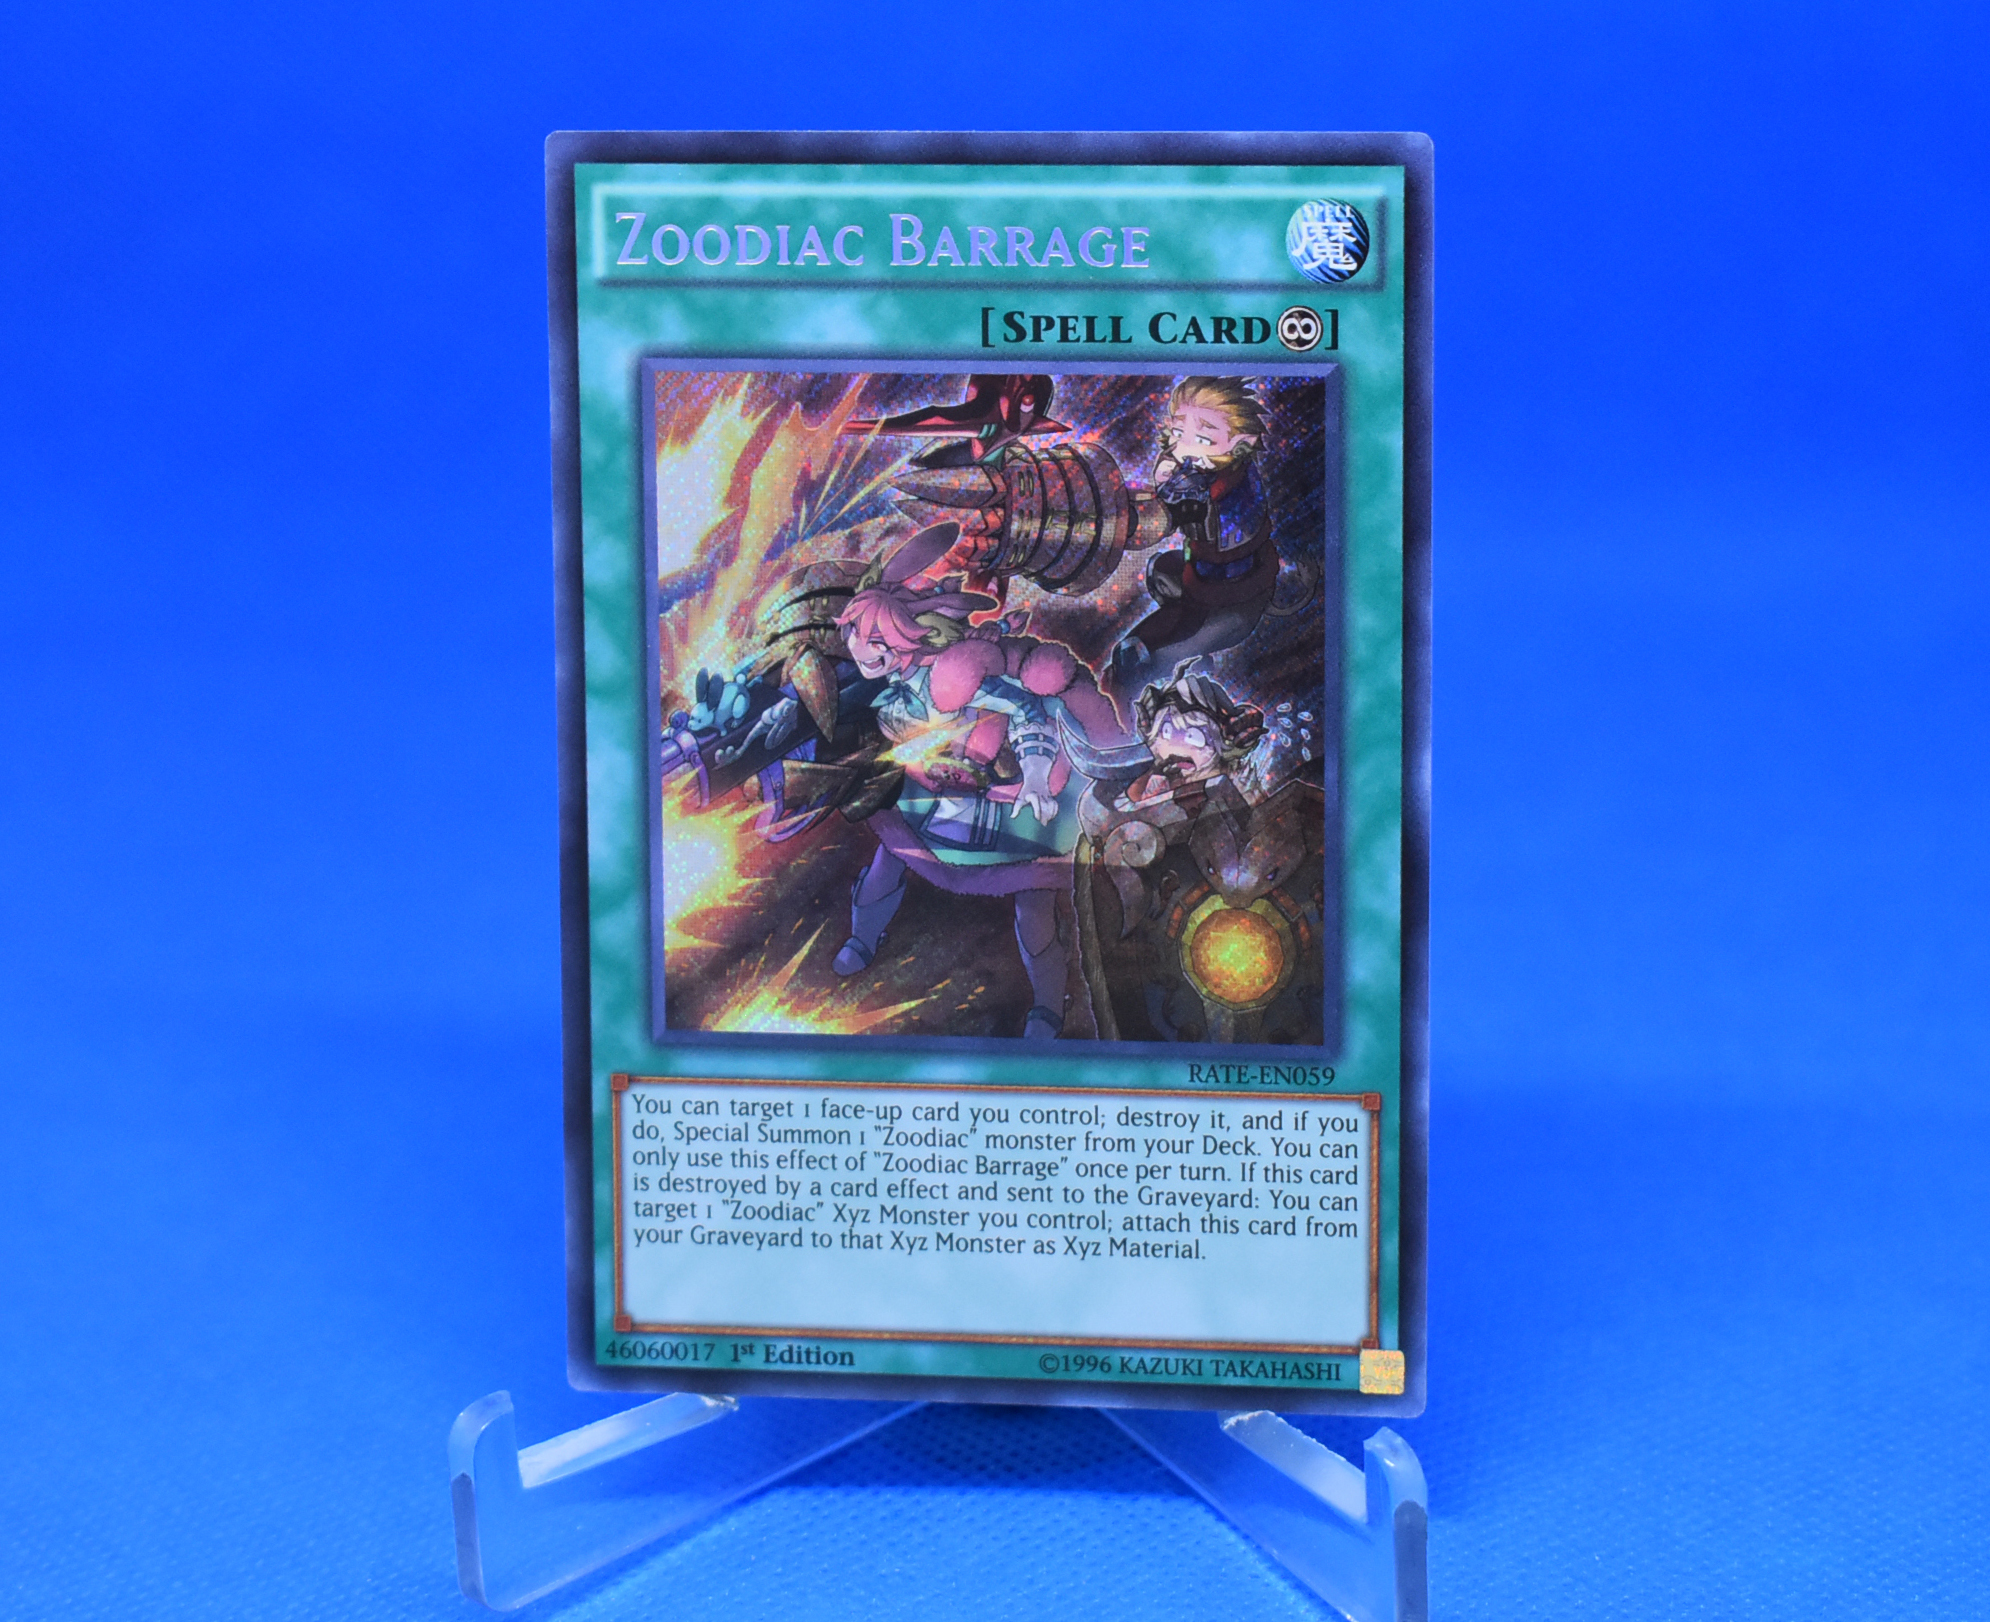 Zoodiac Barrage
SPELL
魔
[Spell Card]
RATE-EN059
You can target 1 face-up card you control; destroy it, and if you
do, Special Summon 1 "Zoodiac" monster from your Deck. You can
only use this effect of "Zoodiac Barrage" once per turn. If this card
is destroyed by a card effect and sent to the Graveyard: You can
target 1 "Zoodiac" Xyz Monster you control; attach this card from
your Graveyard to that Xyz Monster as Xyz Material.
46060017 1st Edition
©1996 KAZUKI TAKAHASHI